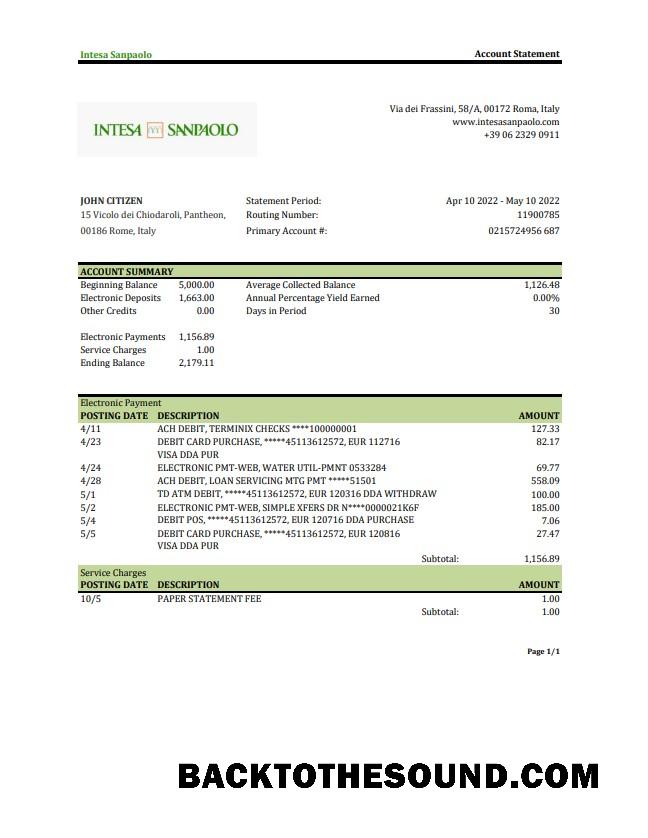 Intesa Sanpaolo Account Statement
INTESA SANPAOLO
Via dei Frassini, 58/A, 00172 Roma, Italy
www.intesasanpaolo.com
+39 06 2329 0911
JOHN CITIZEN Statement Period: Apr 10 2022 - May 10 2022
15 Vicolo dei Chiodaroli, Pantheon, Routing Number: 11900785
00186 Rome, Italy Primary Account #: 0215724956 687
ACCOUNT SUMMARY
Beginning Balance 5,000.00 Average Collected Balance 1,126.48
Electronic Deposits 1,663.00 Annual Percentage Yield Earned 0.00%
Other Credits 0.00 Days in Period 30
Electronic Payments 1,156.89
Service Charges 1.00
Ending Balance 2,179.11
Electronic Payment
POSTING DATE DESCRIPTION AMOUNT
4/11 ACH DEBIT, TERMINIX CHECKS ****100000001 127.33
4/23 DEBIT CARD PURCHASE, *****45113612572, EUR 112716 82.17
VISA DDA PUR
4/24 ELECTRONIC PMT-WEB, WATER UTIL-PMNT 0533284 69.77
4/28 ACH DEBIT, LOAN SERVICING MTG PMT *****51501 558.09
5/1 TD ATM DEBIT, *****45113612572, EUR 120316 DDA WITHDRAW 100.00
5/2 ELECTRONIC PMT-WEB, SIMPLE XFERS DR N****0000021K6F 185.00
5/4 DEBIT POS, *****45113612572, EUR 120716 DDA PURCHASE 7.06
5/5 DEBIT CARD PURCHASE, *****45113612572, EUR 120816 27.47
VISA DDA PUR
Subtotal: 1,156.89
Service Charges
POSTING DATE DESCRIPTION AMOUNT
10/5 PAPER STATEMENT FEE 1.00
Subtotal: 1.00
Page 1/1
BACKTOTHESOUND.COM